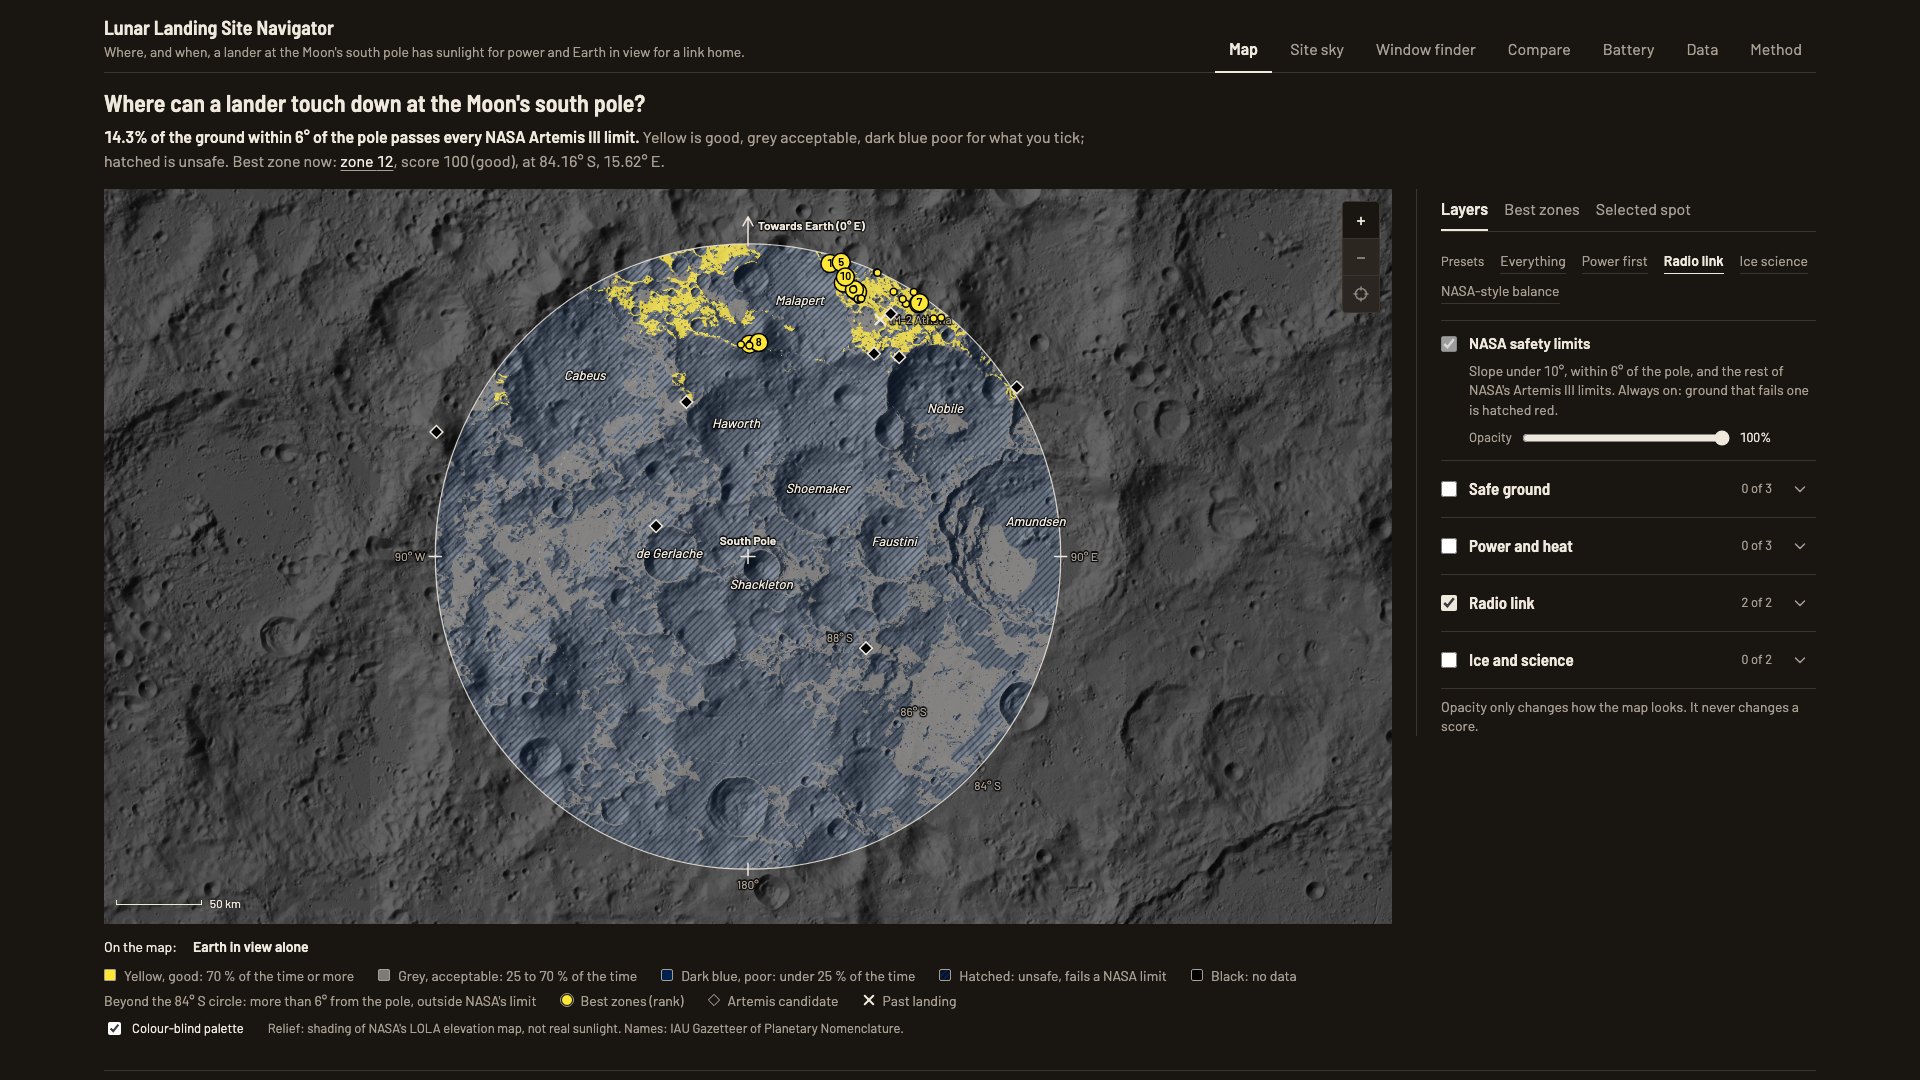 Lunar Landing Site Navigator
Where, and when, a lander at the Moon's south pole has sunlight for power and Earth in view for a link home.
Map Site sky Window finder Compare Battery Data Method
Where can a lander touch down at the Moon's south pole?
14.3% of the ground within 6° of the pole passes every NASA Artemis III limit. Yellow is good, grey acceptable, dark blue poor for what you tick;
hatched is unsafe. Best zone now: zone 12, score 100 (good), at 84.16° S, 15.62° E.
Towards Earth (0° E)
+
−
5
10
7
8
Malapert
Cabeus
Haworth
Nobile
Shoemaker
Amundsen
South Pole
Faustini
de Gerlache
90° W
90° E
Shackleton
88° S
86° S
84° S
180°
50 km
Layers Best zones Selected spot
Presets Everything Power first Radio link Ice science
NASA-style balance
NASA safety limits
Slope under 10°, within 6° of the pole, and the rest of
NASA's Artemis III limits. Always on: ground that fails one
is hatched red.
Opacity 100%
Safe ground 0 of 3
Power and heat 0 of 3
Radio link 2 of 2
Ice and science 0 of 2
Opacity only changes how the map looks. It never changes a
score.
On the map: Earth in view alone
Yellow, good: 70 % of the time or more Grey, acceptable: 25 to 70 % of the time Dark blue, poor: under 25 % of the time Hatched: unsafe, fails a NASA limit Black: no data
Beyond the 84° S circle: more than 6° from the pole, outside NASA's limit Best zones (rank) Artemis candidate Past landing
Colour-blind palette Relief: shading of NASA's LOLA elevation map, not real sunlight. Names: IAU Gazetteer of Planetary Nomenclature.